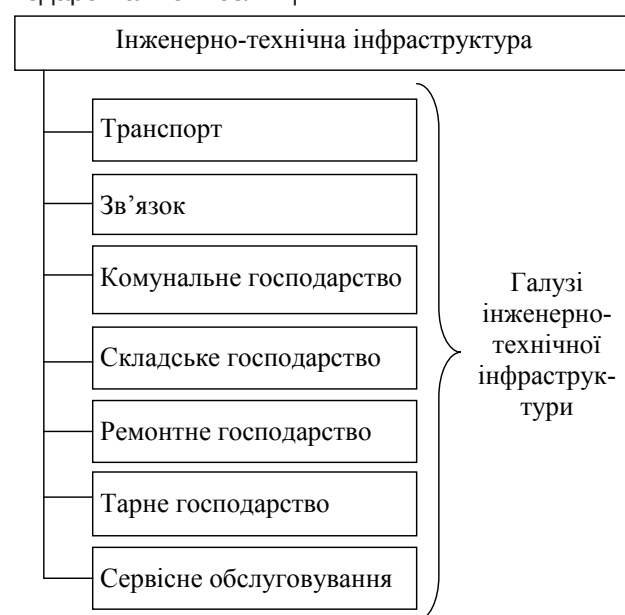 Інженерно-технічна інфраструктура
Транспорт
Зв’язок
Комунальне господарство
Складське господарство
Ремонтне господарство
Тарне господарство
Сервісне обслуговування
Галузі
інженерно-
технічної
інфраструк-
тури